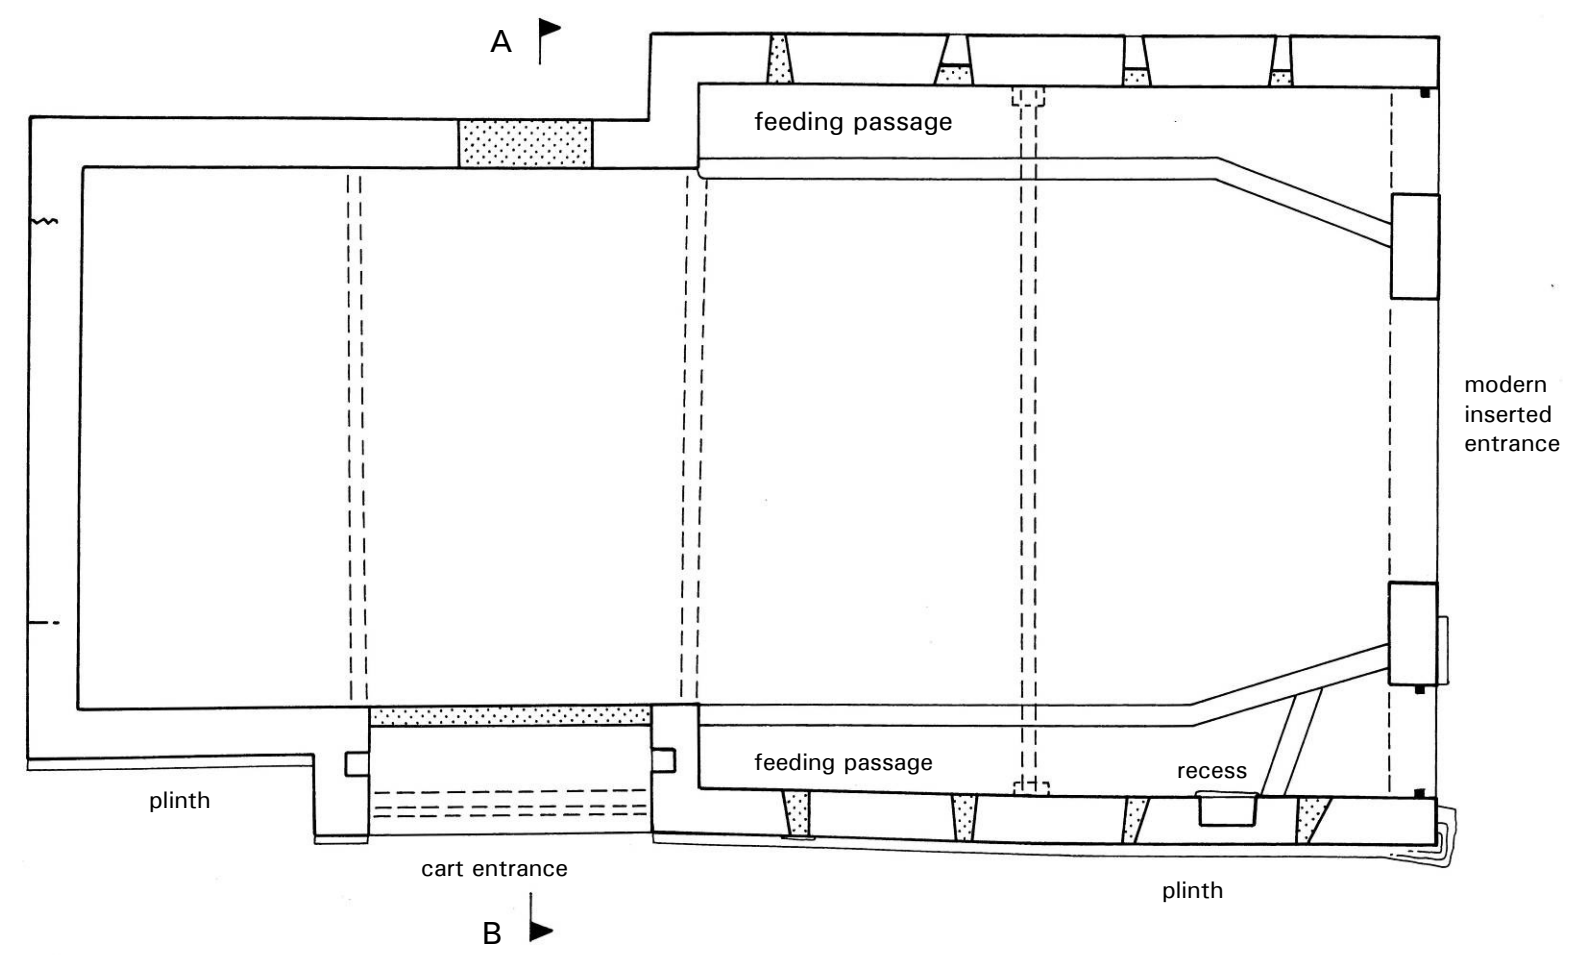 A
feeding passage
modern
inserted
entrance
feeding passage
recess
plinth
cart entrance
plinth
B